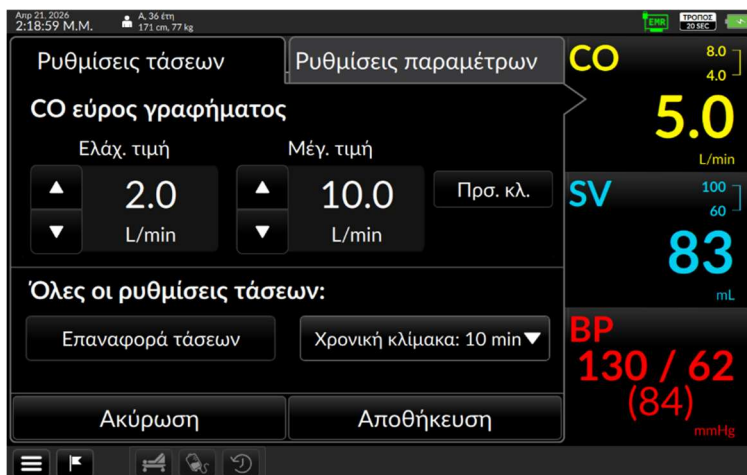 Απρ 21, 2026
2:18:59 Μ.Μ.
Α, 36 έτη
171 cm, 77 kg
EMR
ΤΡΟΠΟΣ
20 SEC
Ρυθμίσεις τάσεων
Ρυθμίσεις παραμέτρων
CO εύρος γραφήματος
Ελάχ. τιμή
Μέγ. τιμή
2.0
L/min
10.0
L/min
Προσ. κλ.
Όλες οι ρυθμίσεις τάσεων:
Επαναφορά τάσεων
Χρονική κλίμακα: 10 min
Ακύρωση
Αποθήκευση
CO
8.0
4.0
5.0
L/min
SV
100
60
83
mL
BP
130 / 62
(84)
mmHg